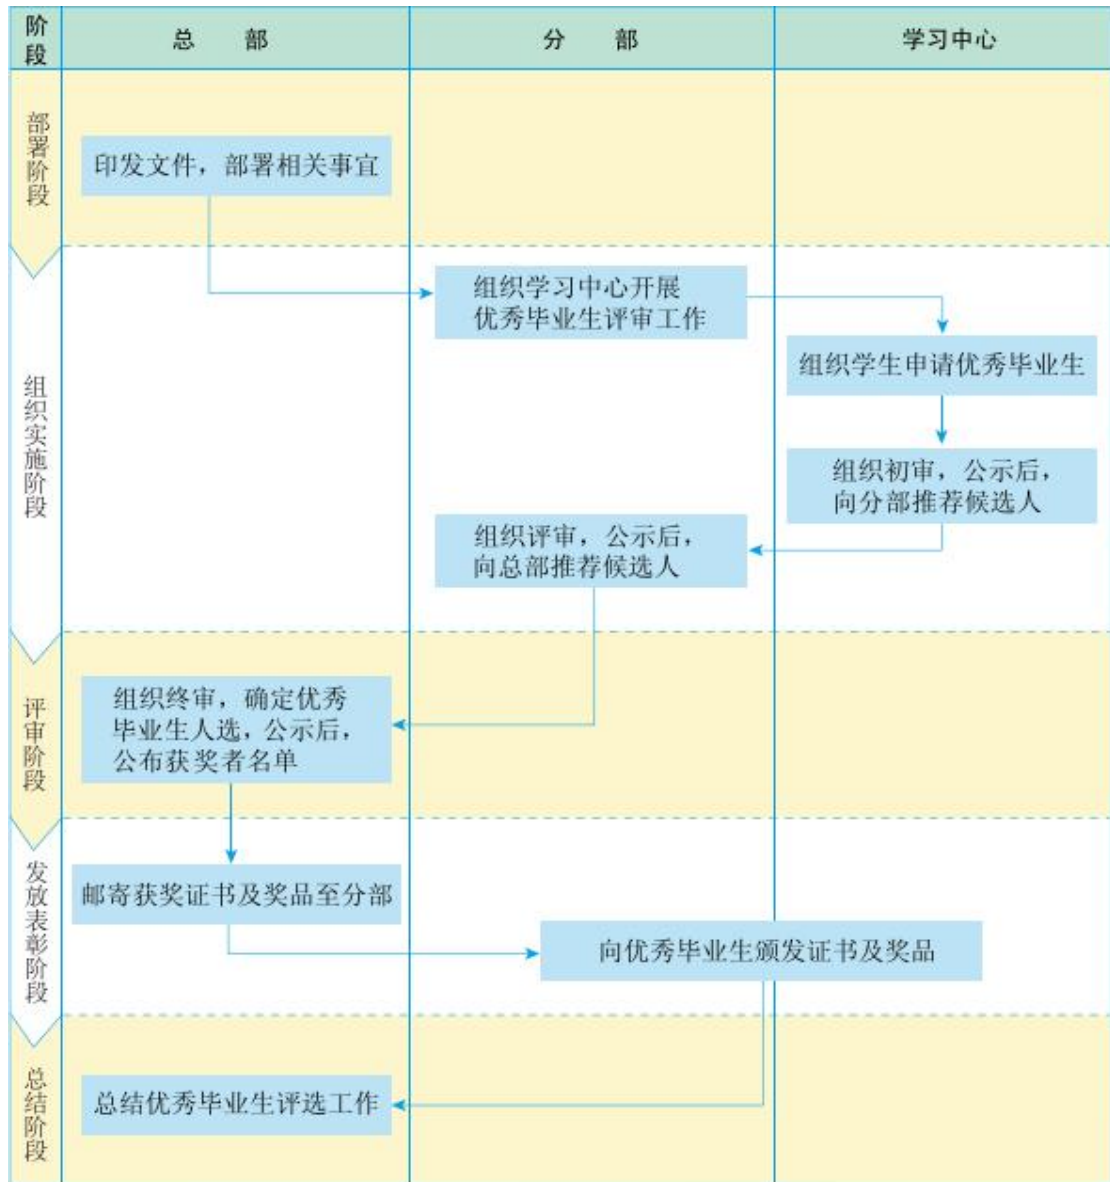 阶段
总 部
分 部
学习中心
部署阶段
印发文件，部署相关事宜
组织实施阶段
组织学习中心开展
优秀毕业生评审工作
组织学生申请优秀毕业生
组织初审，公示后，
向分部推荐候选人
组织评审，公示后，
向总部推荐候选人
评审阶段
组织终审，确定优秀
毕业生人选，公示后，
公布获奖者名单
发放表彰阶段
邮寄获奖证书及奖品至分部
向优秀毕业生颁发证书及奖品
总结阶段
总结优秀毕业生评选工作